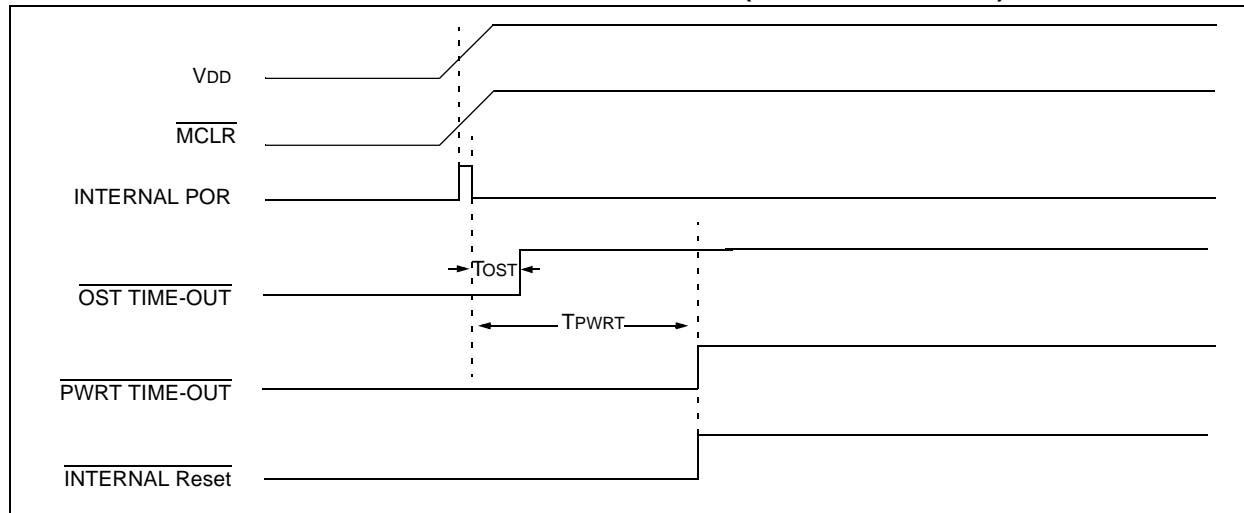 VDD
MCLR
INTERNAL POR
TOST
OST TIME-OUT
TPWRT
PWRT TIME-OUT
INTERNAL Reset